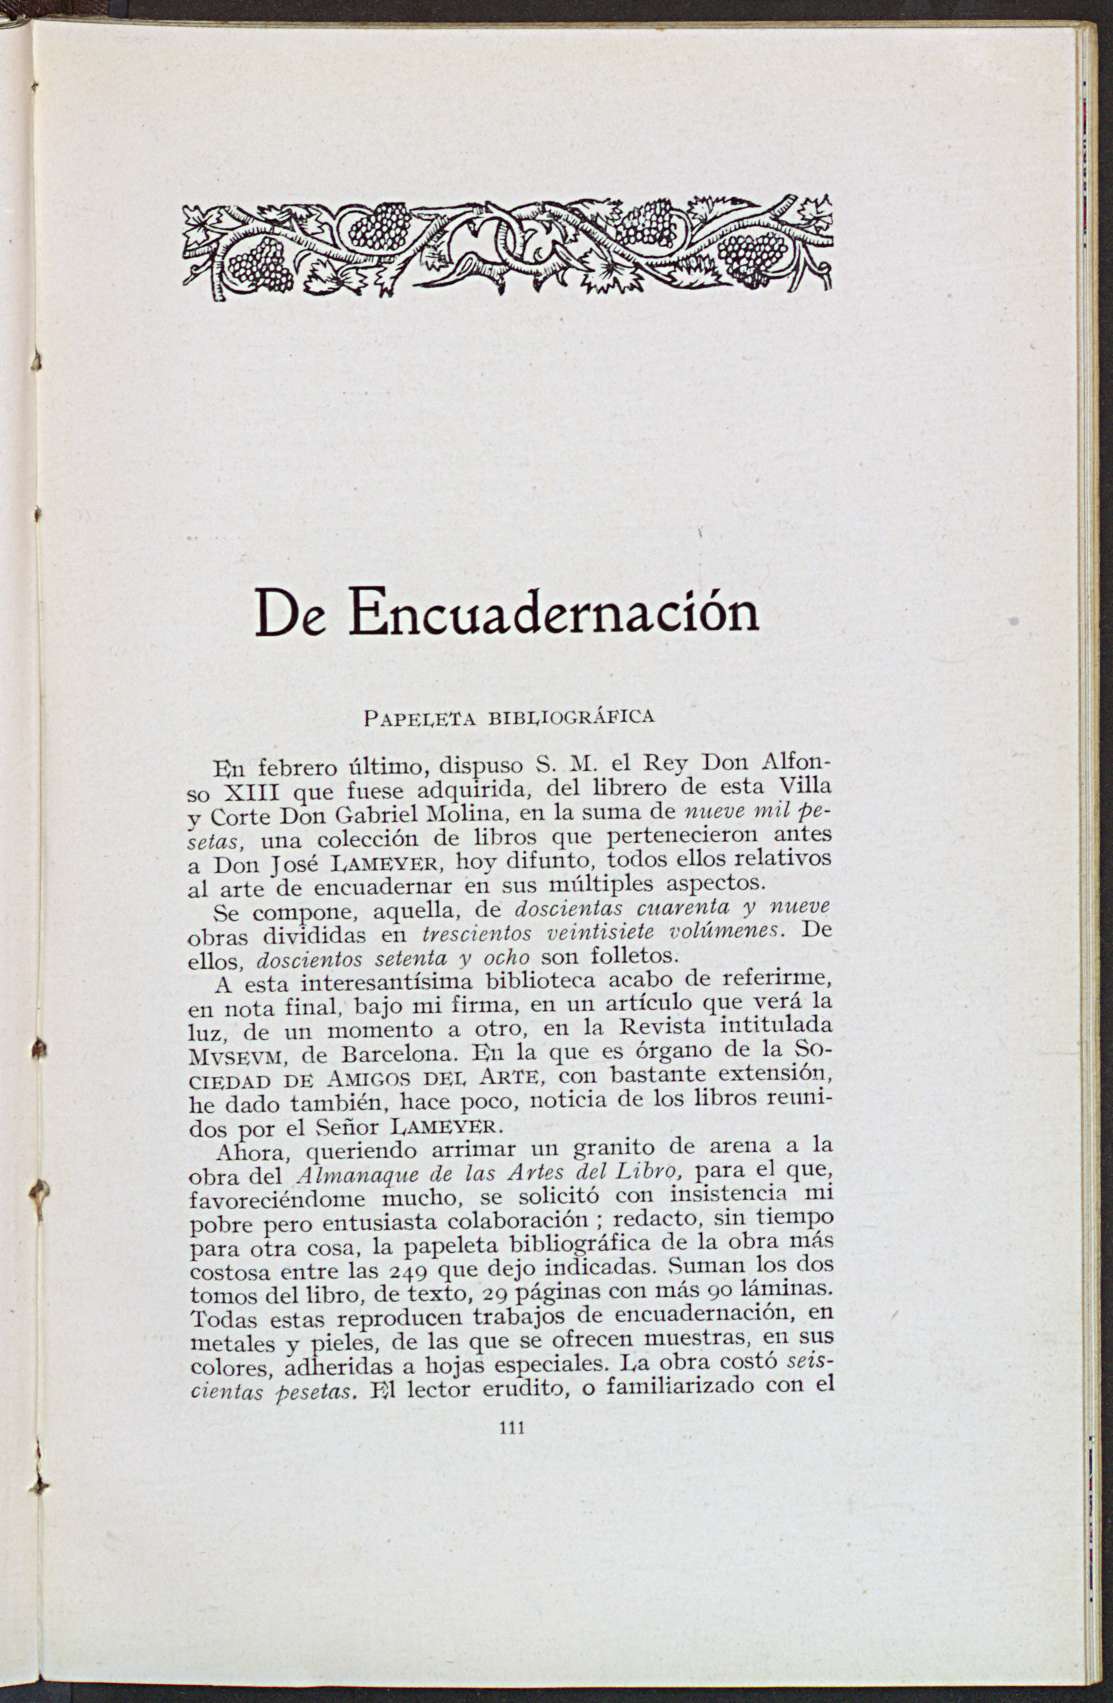 De Encuadernación
PAPELETA BIBLIOGRÁFICA
En febrero último, dispuso S. M. el Rey Don Alfon-
so XIII que fuese adquirida, del librero de esta Villa
y Corte Don Gabriel Molina, en la suma de nueve mil pe-
setas, una colección de libros que pertenecieron antes
a Don José LAMEYER, hoy difunto, todos ellos relativos
al arte de encuadernar en sus múltiples aspectos.
Se compone, aquella, de doscientas cuarenta y nueve
obras divididas en trescientos veintisiete volúmenes. De
ellos, doscientos setenta y ocho son folletos.
A esta interesantísima biblioteca acabo de referirme,
en nota final, bajo mi firma, en un artículo que verá la
luz, de un momento a otro, en la Revista intitulada
MVSEVM, de Barcelona. En la que es órgano de la SO-
CIEDAD DE AMIGOS DEL ARTE, con bastante extensión,
he dado también, hace poco, noticia de los libros reuni-
dos por el Señor LAMEYER.
Ahora, queriendo arrimar un granito de arena a la
obra del Almanaque de las Artes del Libro, para el que,
favoreciéndome mucho, se solicitó con insistencia mi
pobre pero entusiasta colaboración ; redacto, sin tiempo
para otra cosa, la papeleta bibliográfica de la obra más
costosa entre las 249 que dejo indicadas. Suman los dos
tomos del libro, de texto, 29 páginas con más 90 láminas.
Todas estas reproducen trabajos de encuadernación, en
metales y pieles, de las que se ofrecen muestras, en sus
colores, adheridas a hojas especiales. La obra costó seis-
cientas pesetas. El lector erudito, o familiarizado con el
111